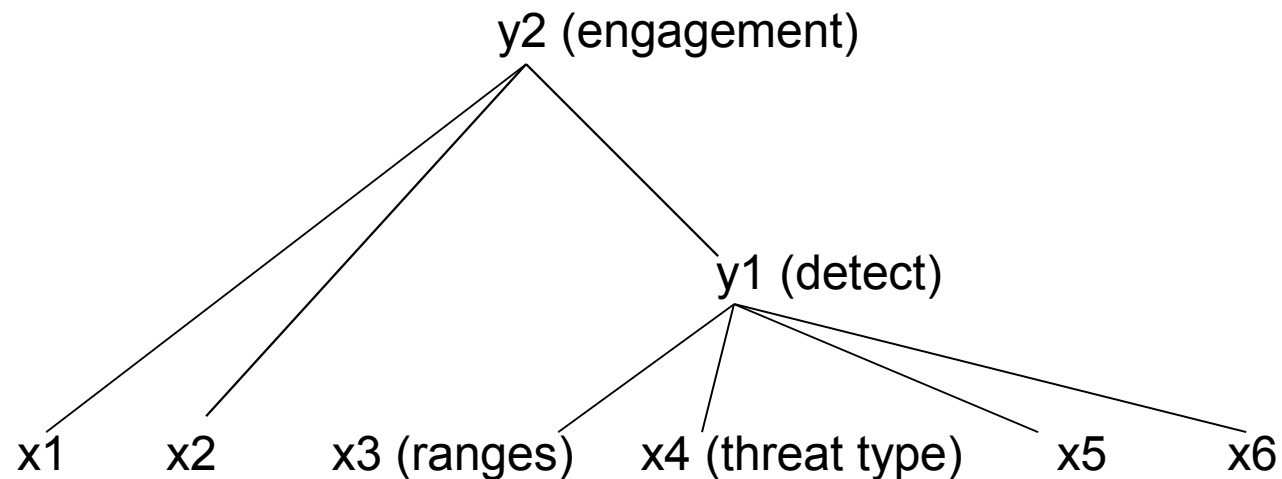 y2 (engagement)
y1 (detect)
x1 x2 x3 (ranges) x4 (threat type) x5 x6